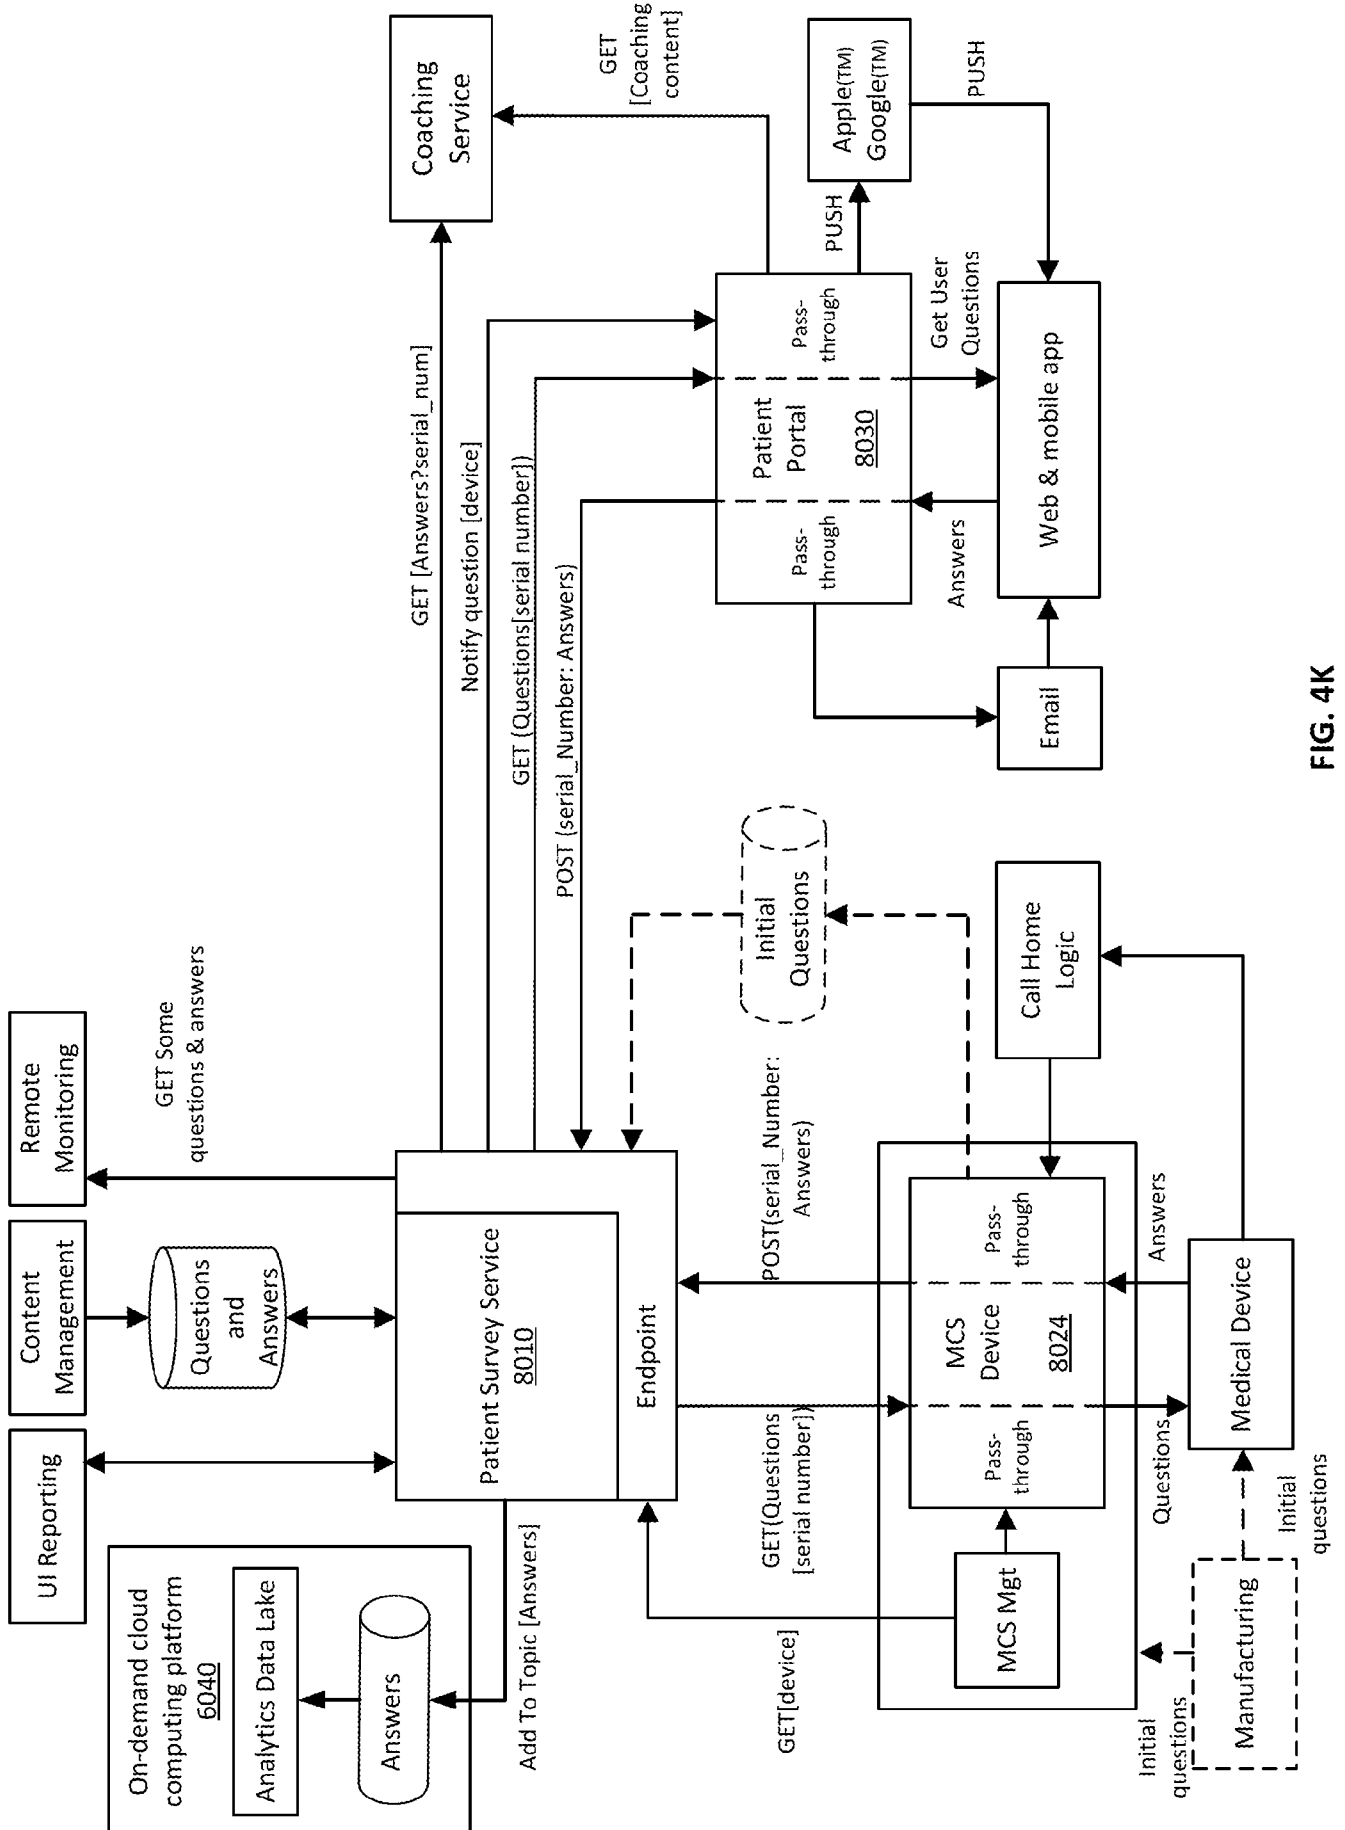 On-demand cloud
computing platform
6040
Analytics Data Lake
Answers
UI Reporting
Content
Management
Remote
Monitoring
Questions
and
Answers
GET Some
questions & answers
Add To Topic [Answers]
Patient Survey Service
8010
Endpoint
GET [Answers?serial_num]
Notify question [device]
GET (Questions[serial number])
POST (serial_Number: Answers)
Coaching
Service
GET
[Coaching
content]
GET[device]
GET(Questions
[serial number])
POST(serial_Number:
Answers)
Initial
Questions
MCS Mgt
Pass-
through
MCS
Device
8024
Pass-
through
Call Home
Logic
Pass-
through
Patient
Portal
8030
Pass-
through
PUSH
Apple(TM)
Google(TM)
PUSH
Answers
Get User
Questions
Email
Web & mobile app
Initial
questions
Questions
Answers
Manufacturing
Initial
questions
Medical Device
FIG. 4K